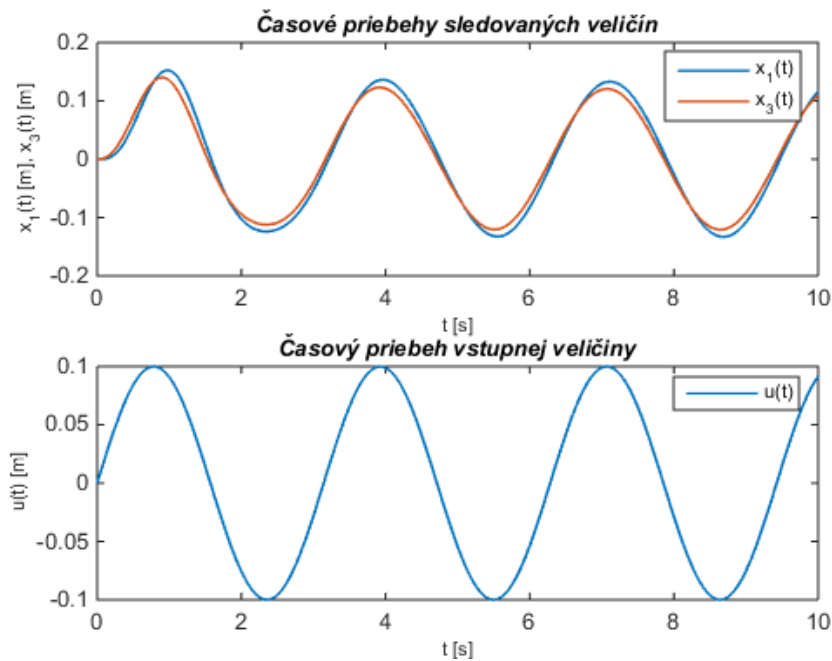 Časové priebehy sledovaných veličín
0.2
0.1
0
-0.1
-0.2
x₁(t) [m], x₃(t) [m]
x₁(t)
x₃(t)
0 2 4 6 8 10
t [s]
Časový priebeh vstupnej veličiny
0.1
0.05
0
-0.05
-0.1
u(t) [m]
u(t)
0 2 4 6 8 10
t [s]